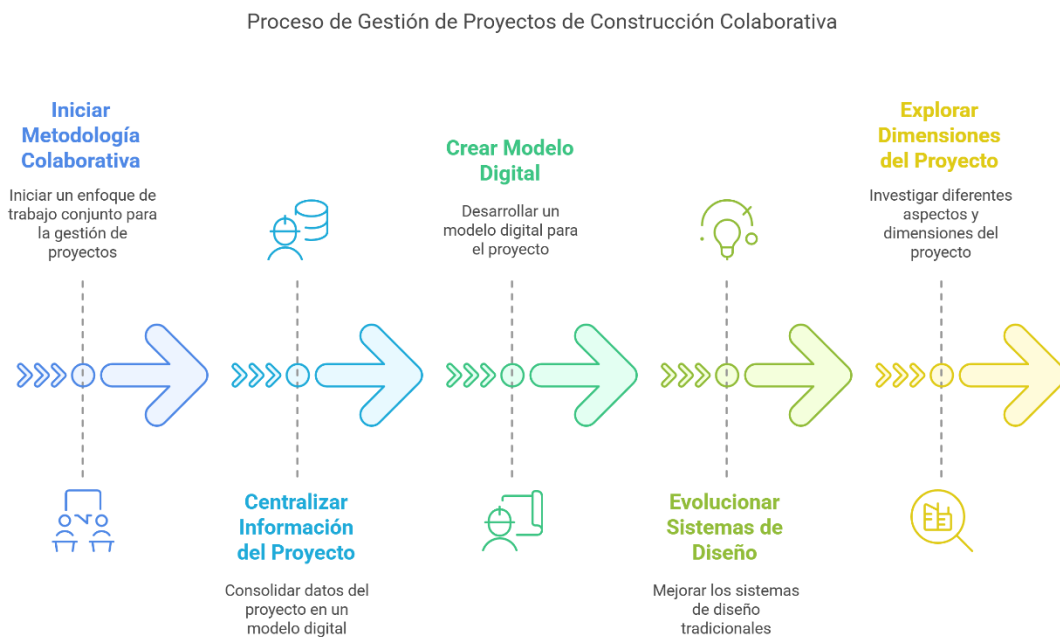 Proceso de Gestión de Proyectos de Construcción Colaborativa
Iniciar
Metodología
Colaborativa
Iniciar un enfoque de
trabajo conjunto para
la gestión de
proyectos
Centralizar
Información
del Proyecto
Consolidar datos del
proyecto en un
modelo digital
Crear Modelo
Digital
Desarrollar un
modelo digital para
el proyecto
Evolucionar
Sistemas de
Diseño
Mejorar los sistemas
de diseño
tradicionales
Explorar
Dimensiones
del Proyecto
Investigar diferentes
aspectos y
dimensiones del
proyecto